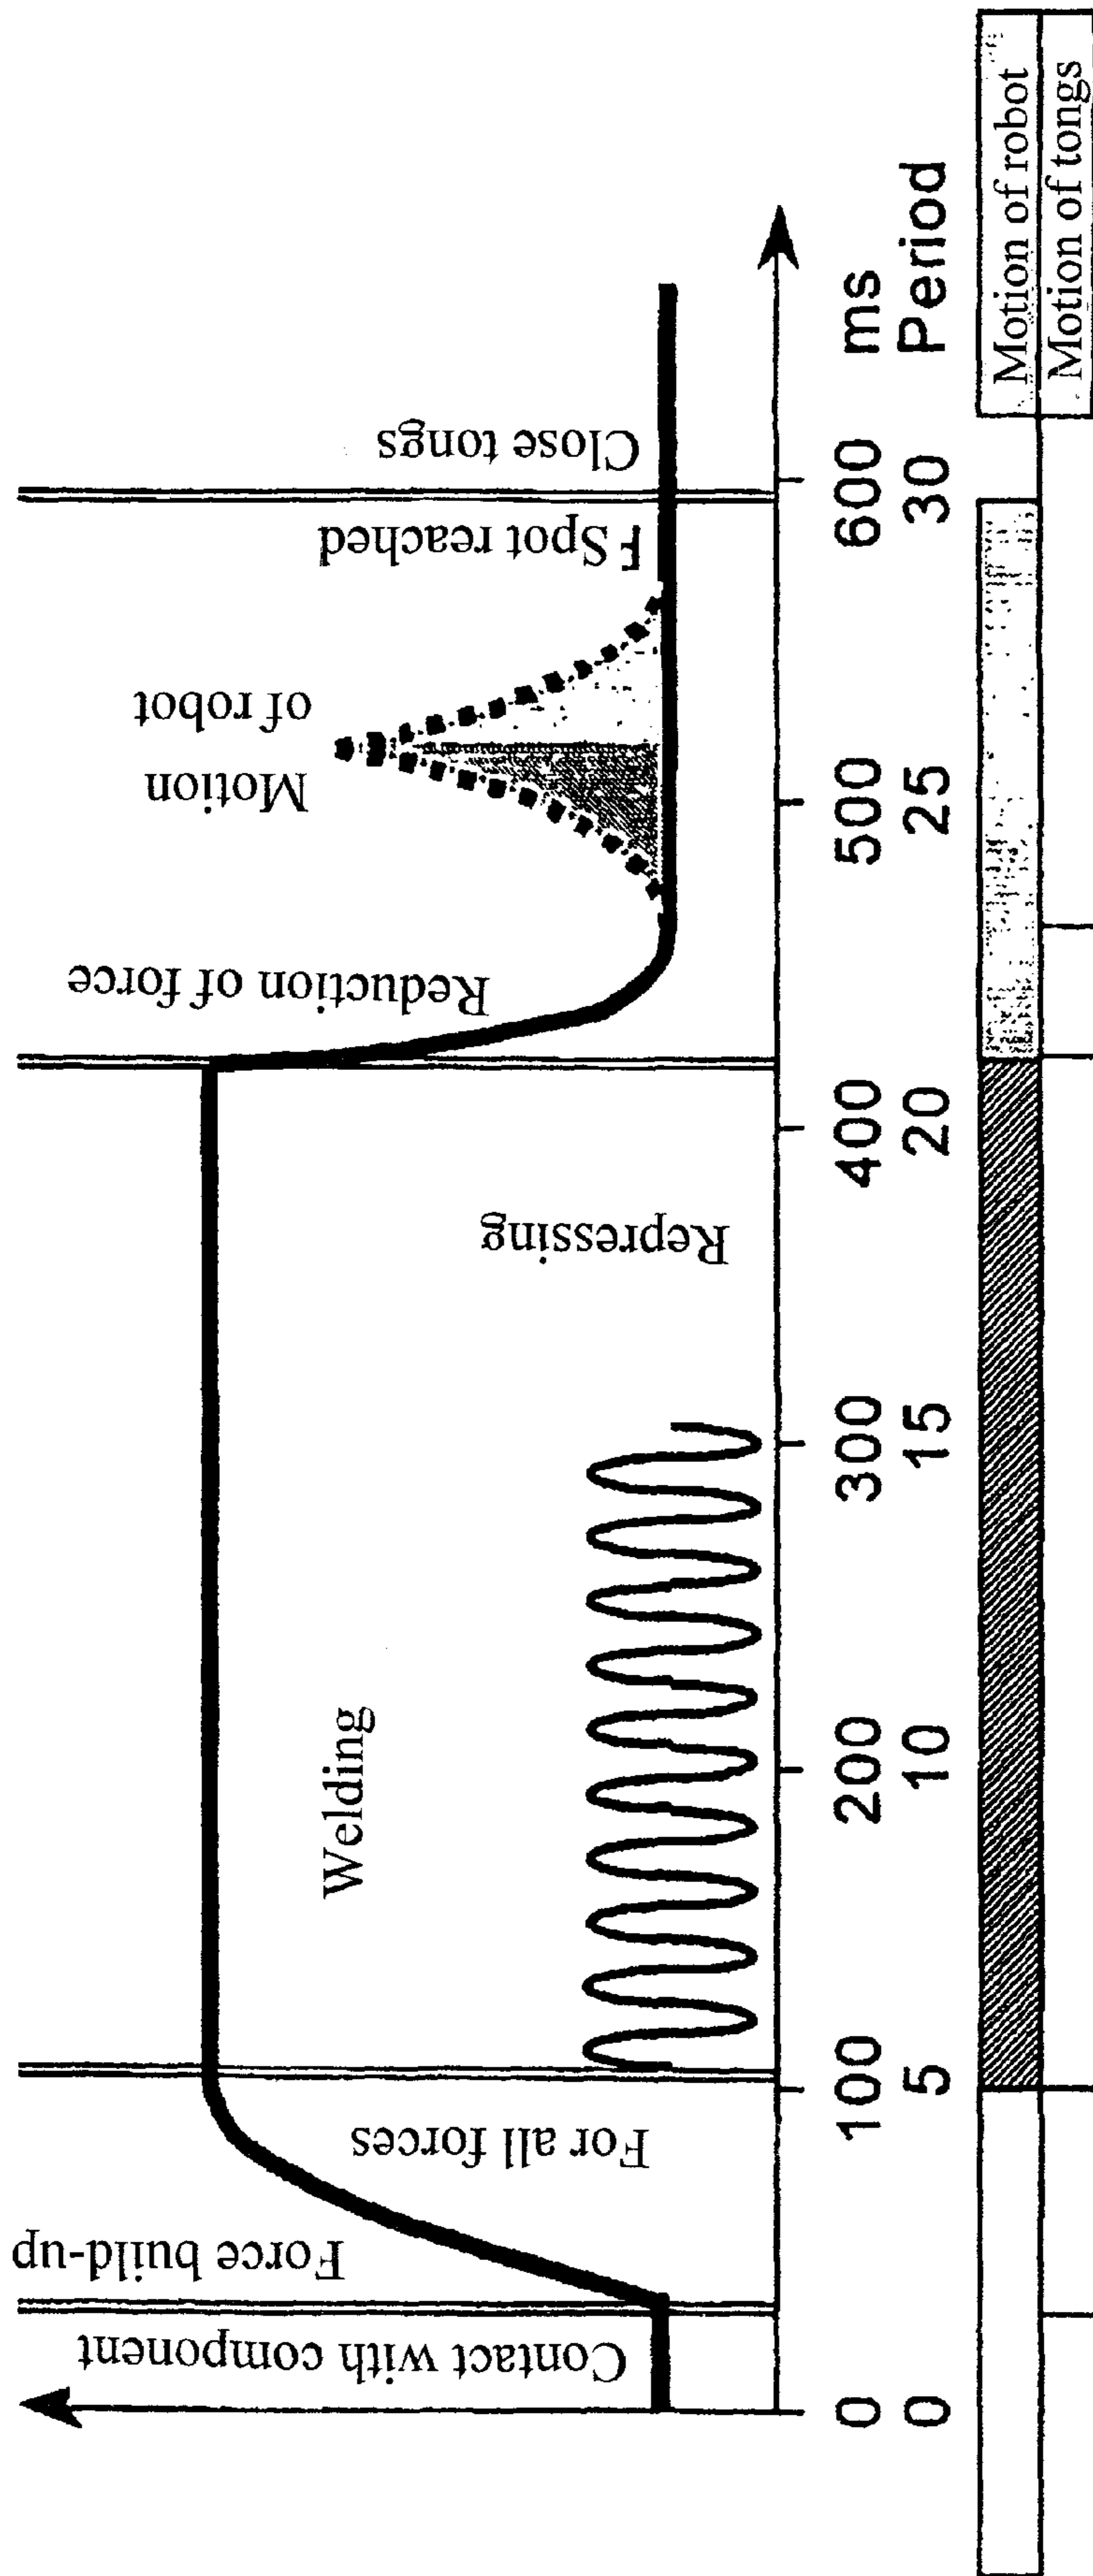 Contact with component
Force build-up
For all forces
Welding
Repressing
Reduction of force
Motion
of robot
F Spot reached
Close tongs
0 100 200 300 400 500 600 ms
0 5 10 15 20 25 30 Period
Motion of robot
Motion of tongs